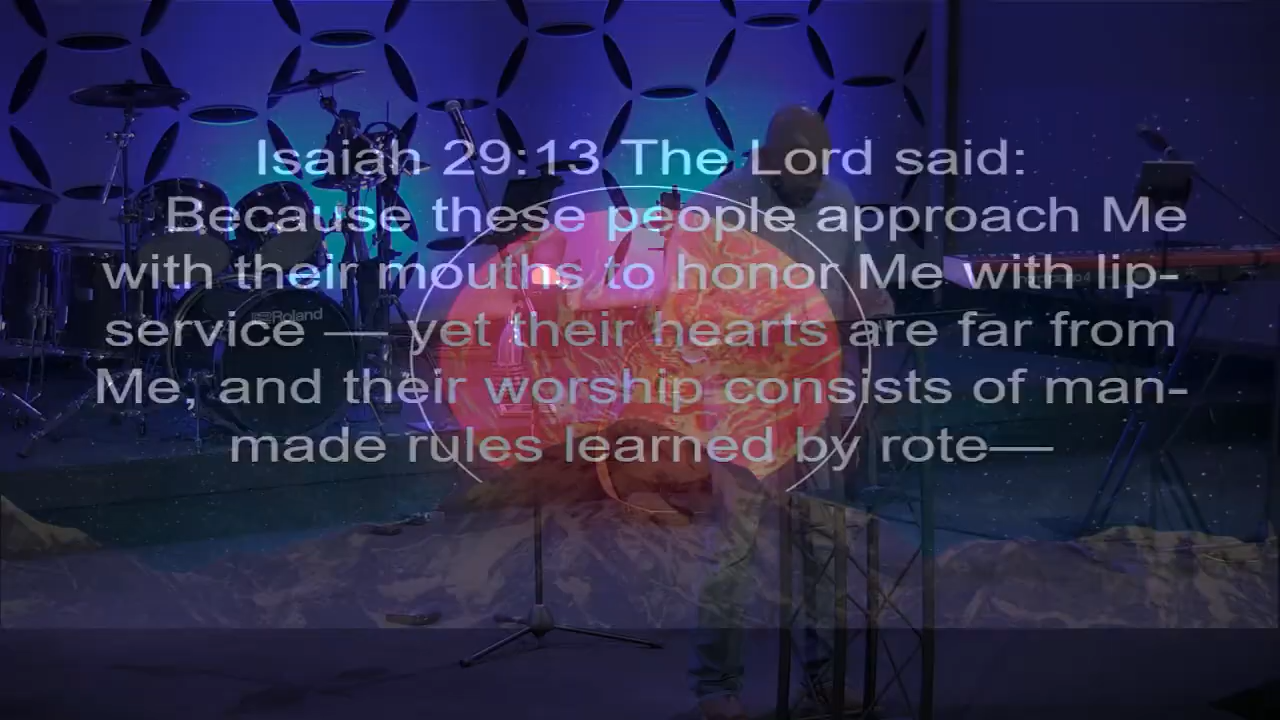 Isaiah 29:13 The Lord said:
Because these people approach Me
with their mouths to honor Me with lip-
service — yet their hearts are far from
Me, and their worship consists of man-
made rules learned by rote—
Roland